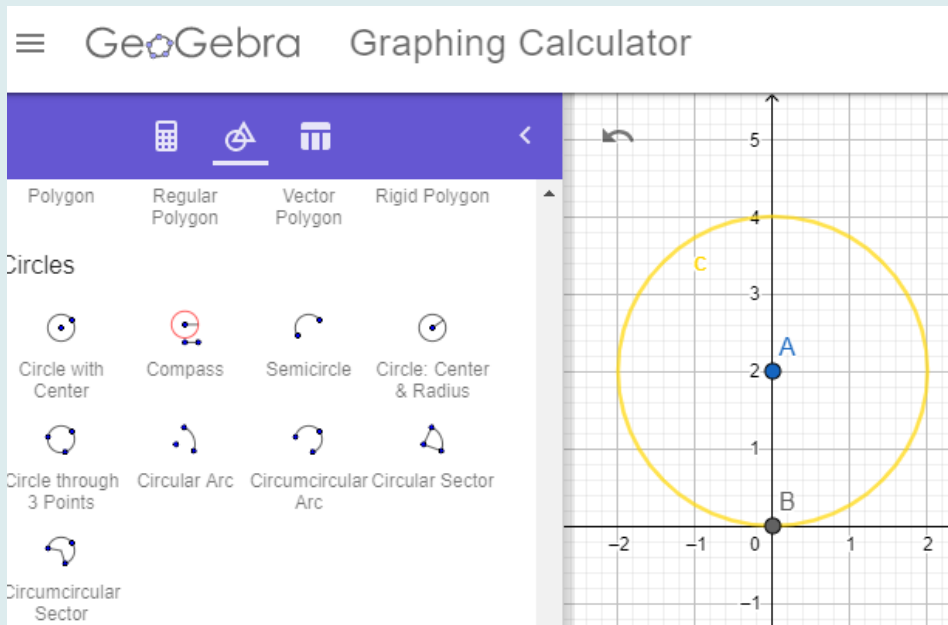 GeoGebra Graphing Calculator
Polygon
Regular
Polygon
Vector
Polygon
Rigid Polygon
Circles
Circle with
Center
Compass
Semicircle
Circle: Center
& Radius
Circle through
3 Points
Circular Arc
Circumcircular
Arc
Circular Sector
Circumcircular
Sector
5
4
c
3
A
2
1
B
-2 -1 0 1 2
-1